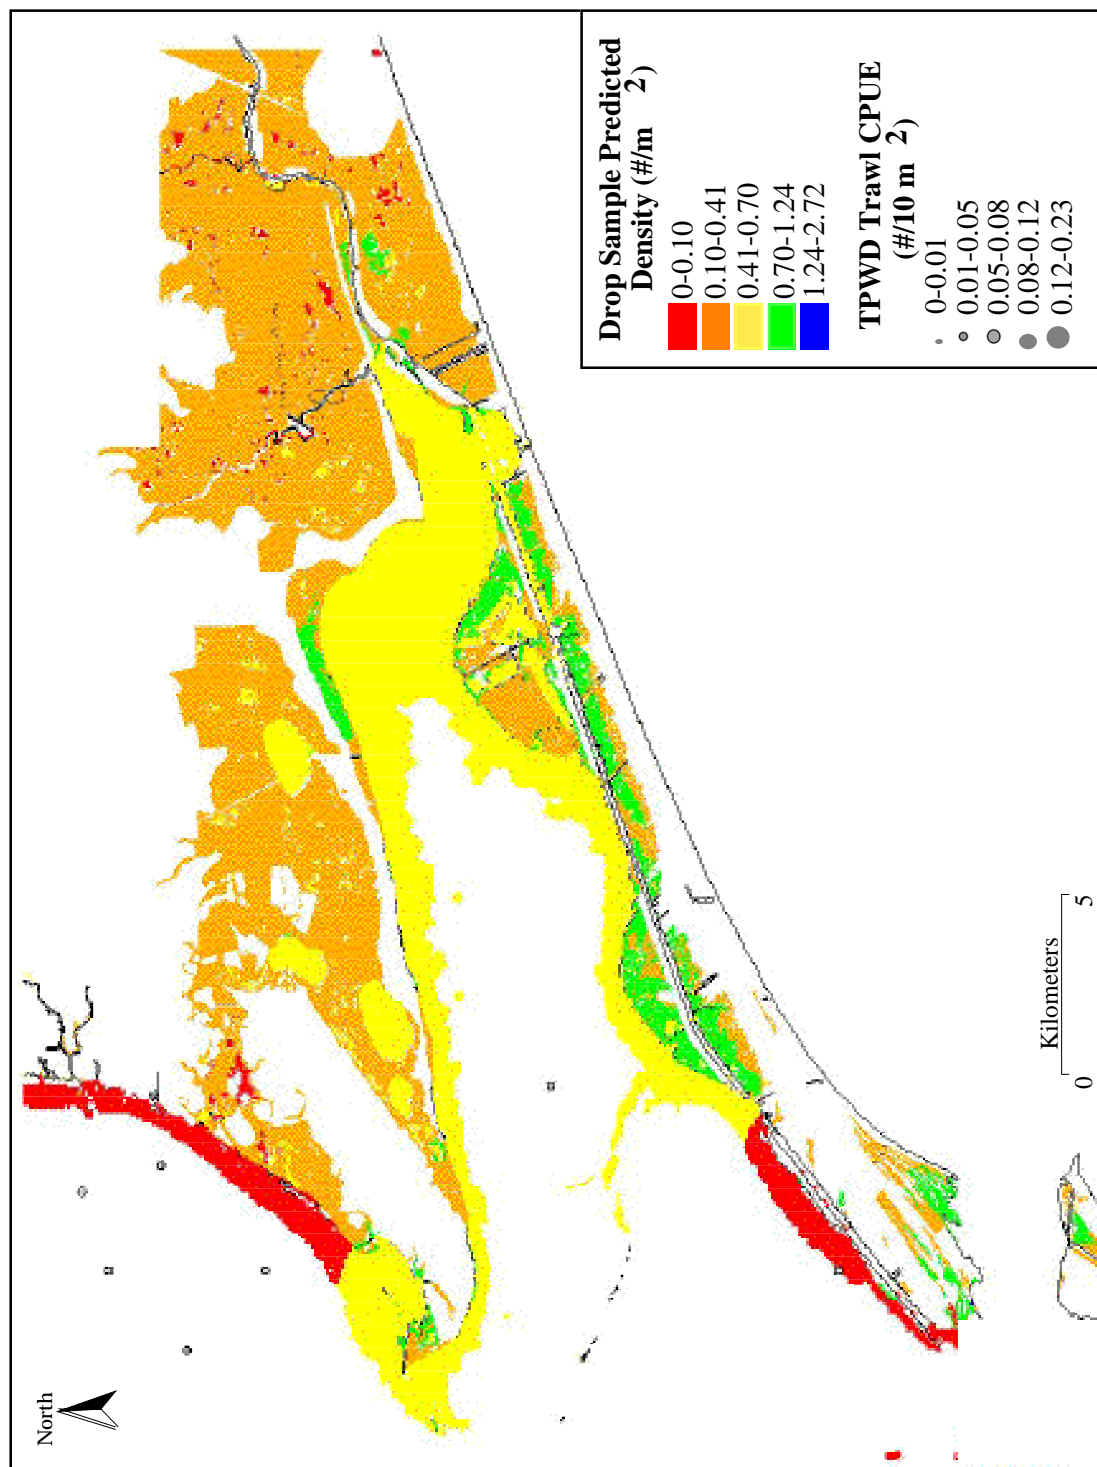 North
Drop Sample Predicted
Density (#/m 2)
0-0.10
0.10-0.41
0.41-0.70
0.70-1.24
1.24-2.72
TPWD Trawl CPUE
(#/10 m 2)
0-0.01
0.01-0.05
0.05-0.08
0.08-0.12
0.12-0.23
Kilometers
0 5